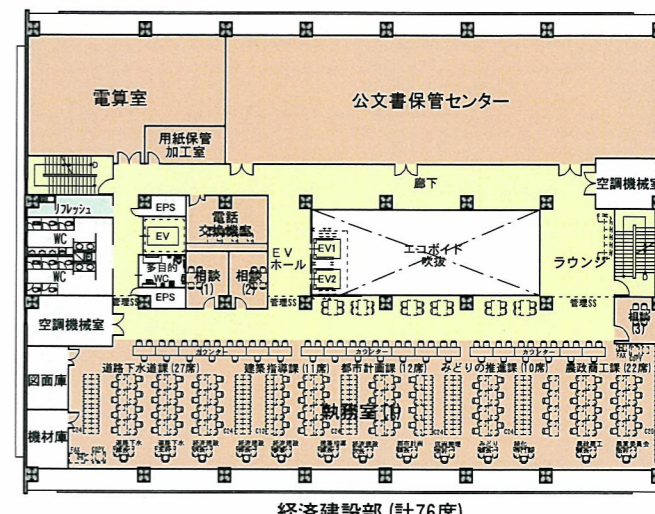 電算室
公文書保管センター
用紙保管
加工室
廊下
空調機械室
リフレッシュ
EPS
電話
交換機室
EV
EV
ホール
EV1
EV2
エコボイド
吹抜
ラウンジ
WC
WC
多目的
WC
相談
(1)
相談
(2)
EPS
管理SS
管理SS
相談
(3)
空調機械室
カウンター
カウンター
カウンター
図面庫
道路下水道課(27席)
建築指導課(11席)
都市計画課(12席)
みどりの推進課(10席)
農政商工課(22席)
執務室(1)
機材庫
経済建設部(計76席)